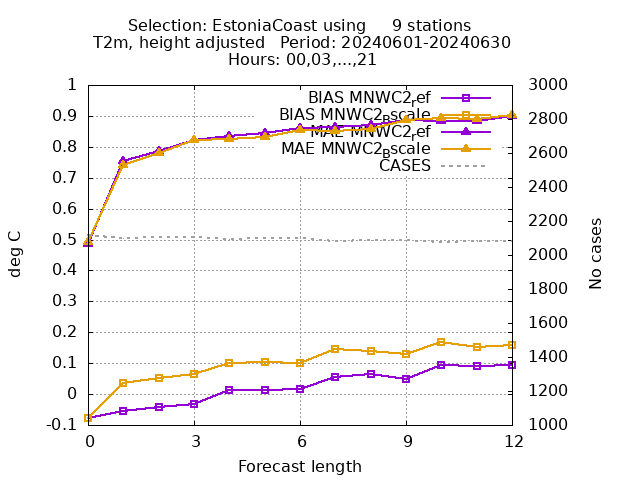 Selection: EstoniaCoast using 9 stations
T2m, height adjusted Period: 20240601-20240630
Hours: 00,03,...,21
BIAS MNWC2_ref
BIAS MNWC2_Bscale
MAE MNWC2_ref
MAE MNWC2_Bscale
CASES
1
0.9
0.8
0.7
0.6
0.5
0.4
0.3
0.2
0.1
0
-0.1
deg C
3000
2800
2600
2400
2200
2000
1800
1600
1400
1200
1000
No cases
0 3 6 9 12
Forecast length